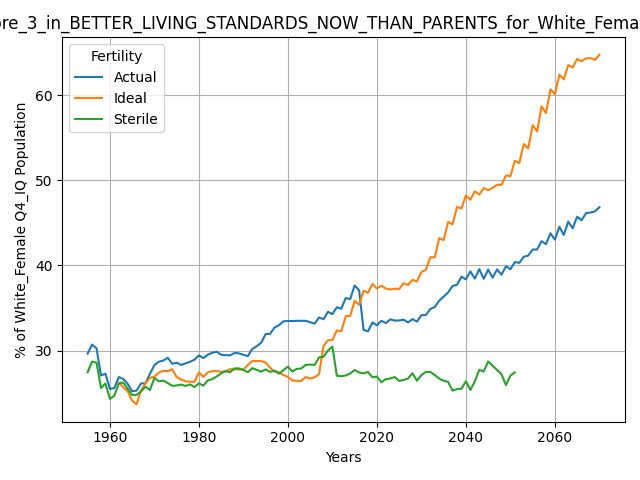 ore_3_in_BETTER_LIVING_STANDARDS_NOW_THAN_PARENTS_for_White_Fema
Fertility
Actual
Ideal
Sterile
% of White_Female Q4_IQ Population
60
50
40
30
1960
1980
2000
2020
2040
2060
Years